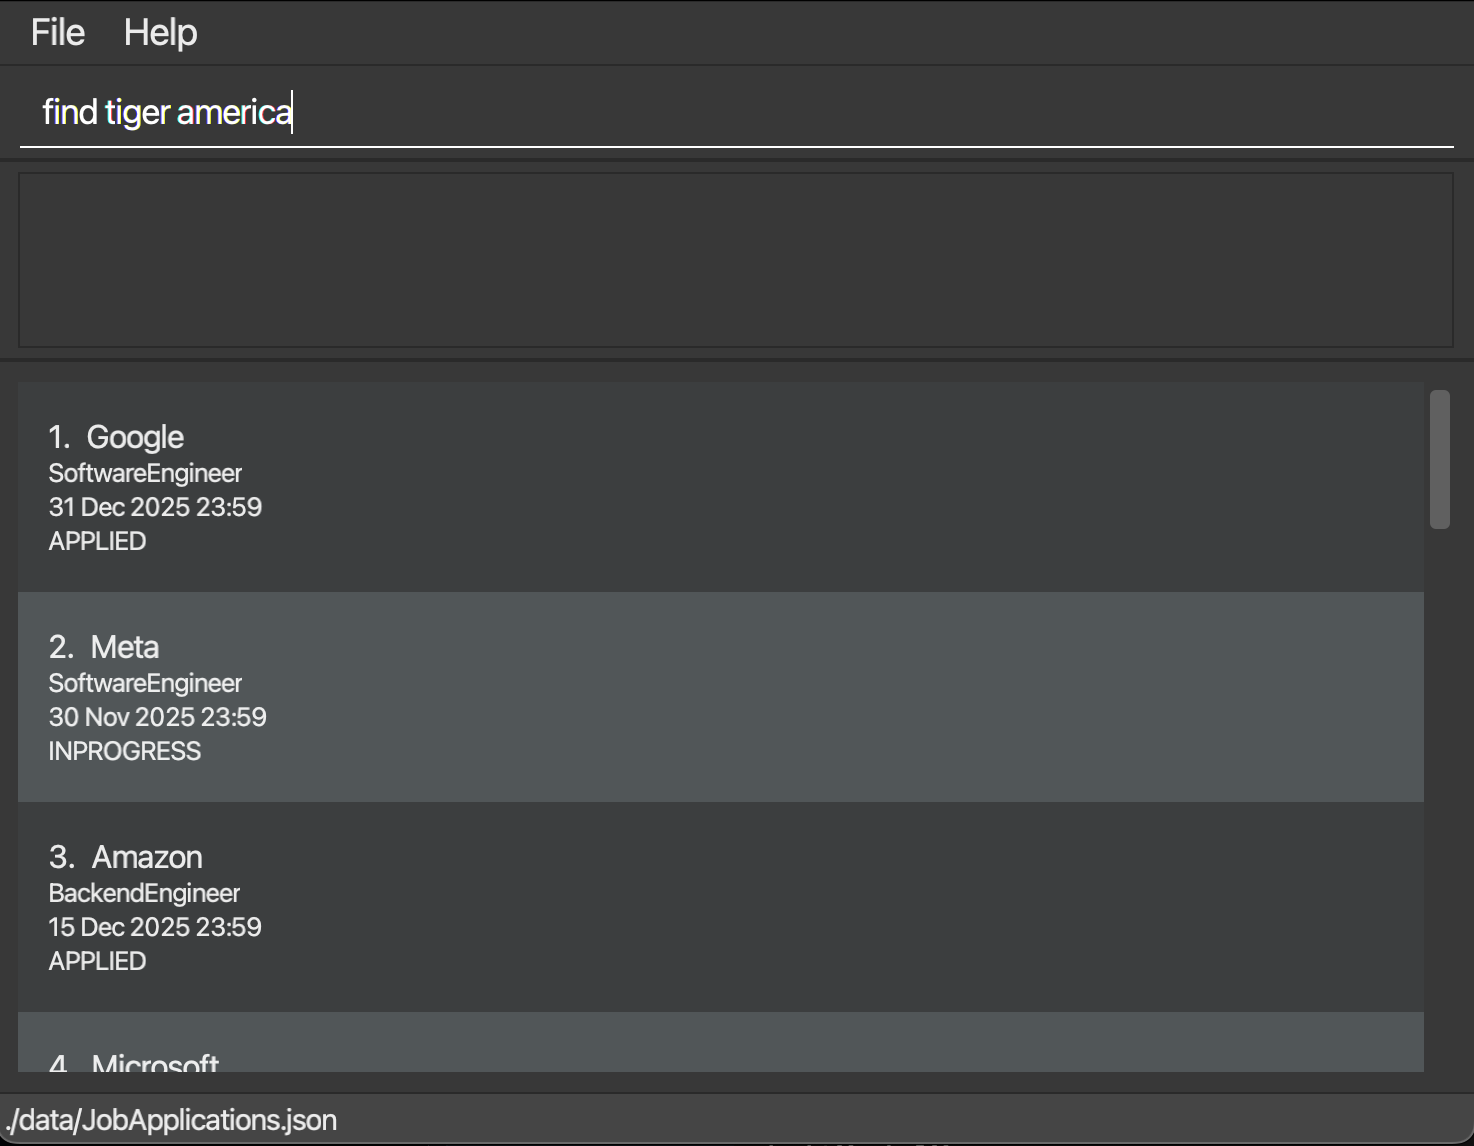 File Help
find tiger america
1. Google
SoftwareEngineer
31 Dec 2025 23:59
APPLIED
2. Meta
SoftwareEngineer
30 Nov 2025 23:59
INPROGRESS
3. Amazon
BackendEngineer
15 Dec 2025 23:59
APPLIED
4. Microsoft
./data/JobApplications.json